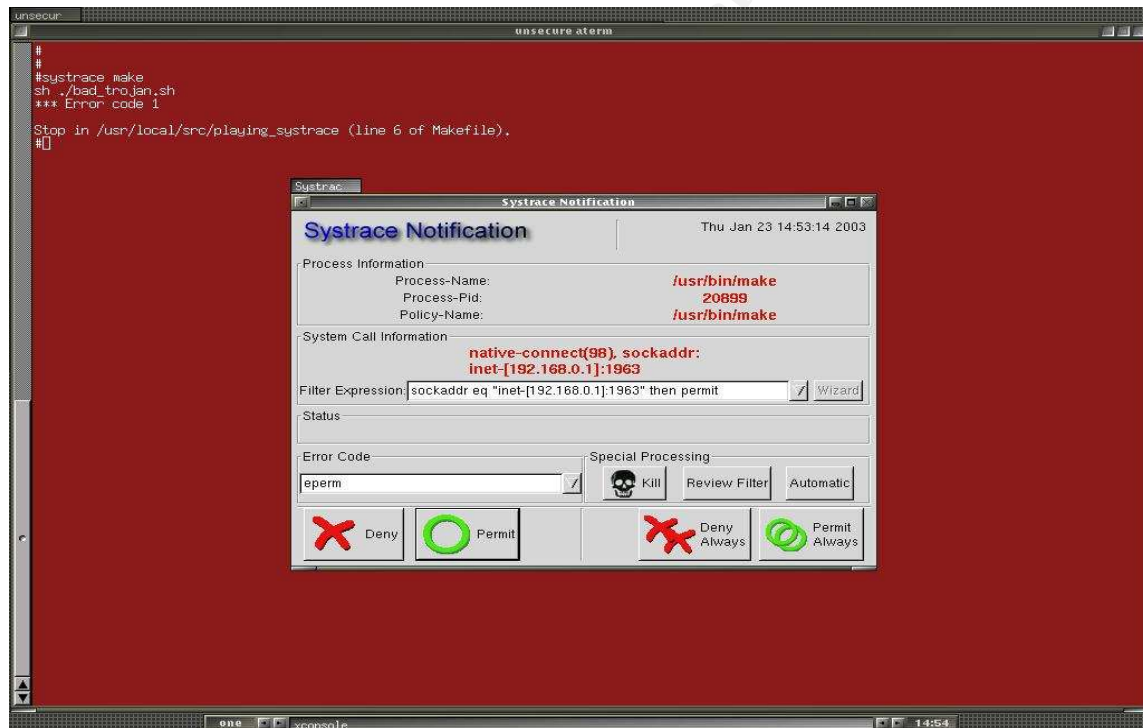 unsecur
unsecure aterm
#
#
#systrace make
sh ./bad_trojan.sh
*** Error code 1
Stop in /usr/local/src/playing_systrace (line 6 of Makefile).
#
Systrac
Systrace Notification
Systrace Notification
Thu Jan 23 14:53:14 2003
Process Information
Process-Name: /usr/bin/make
Process-Pid: 20899
Policy-Name: /usr/bin/make
System Call Information
native-connect(98), sockaddr:
inet-[192.168.0.1]:1963
Filter Expression: sockaddr eq "inet-[192.168.0.1]:1963" then permit Wizard
Status
Error Code
Special Processing
eperm
Kill Review Filter Automatic
Deny Permit Deny Always Permit Always
one xconsole 14:54